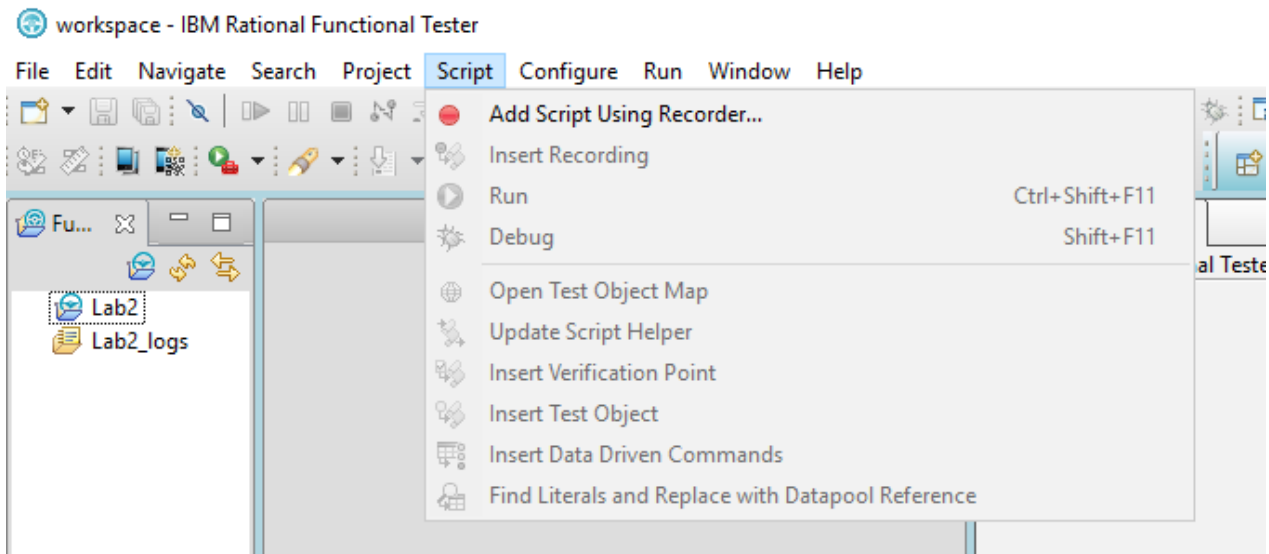 workspace - IBM Rational Functional Tester
File Edit Navigate Search Project Script Configure Run Window Help
Add Script Using Recorder...
Insert Recording
Run Ctrl+Shift+F11
Debug Shift+F11
Open Test Object Map
Update Script Helper
Insert Verification Point
Insert Test Object
Insert Data Driven Commands
Find Literals and Replace with Datapool Reference
Fu...
Lab2
Lab2_logs
al Teste